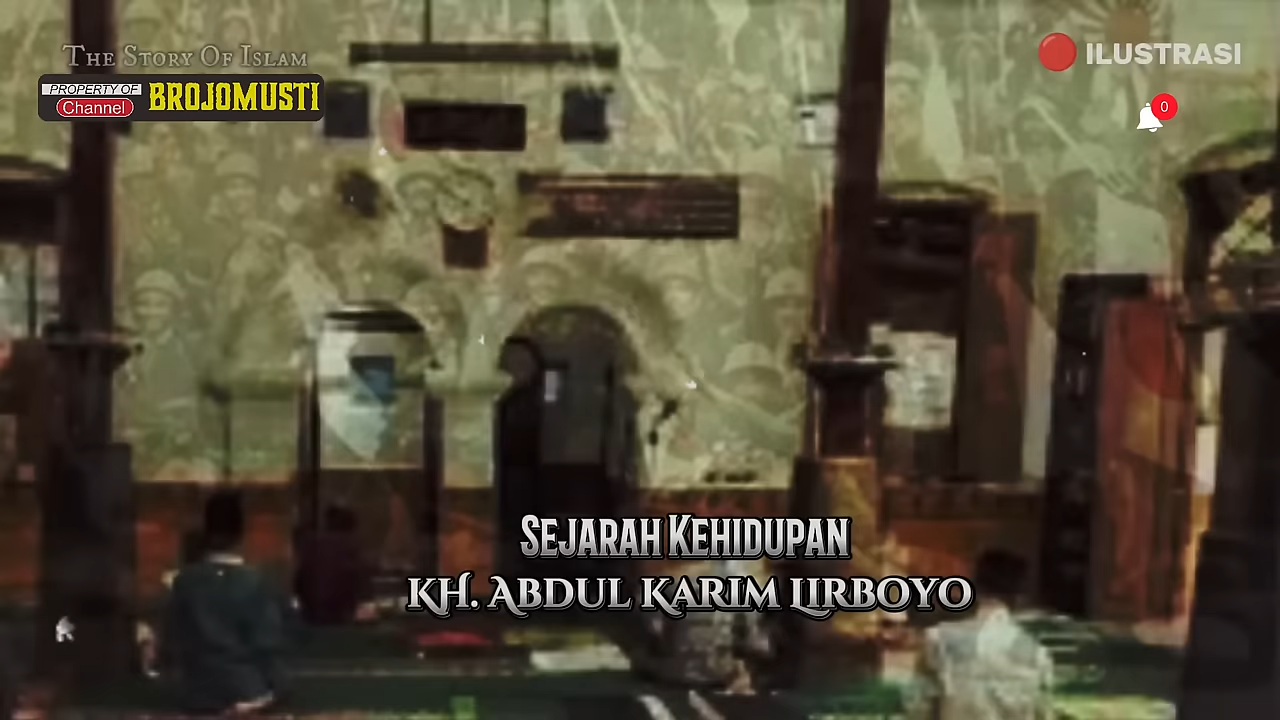 The Story Of Islam
PROPERTY OF
Channel
BROJOMUSTI
ILUSTRASI
0
Sejarah Kehidupan
KH. Abdul Karim Lirboyo